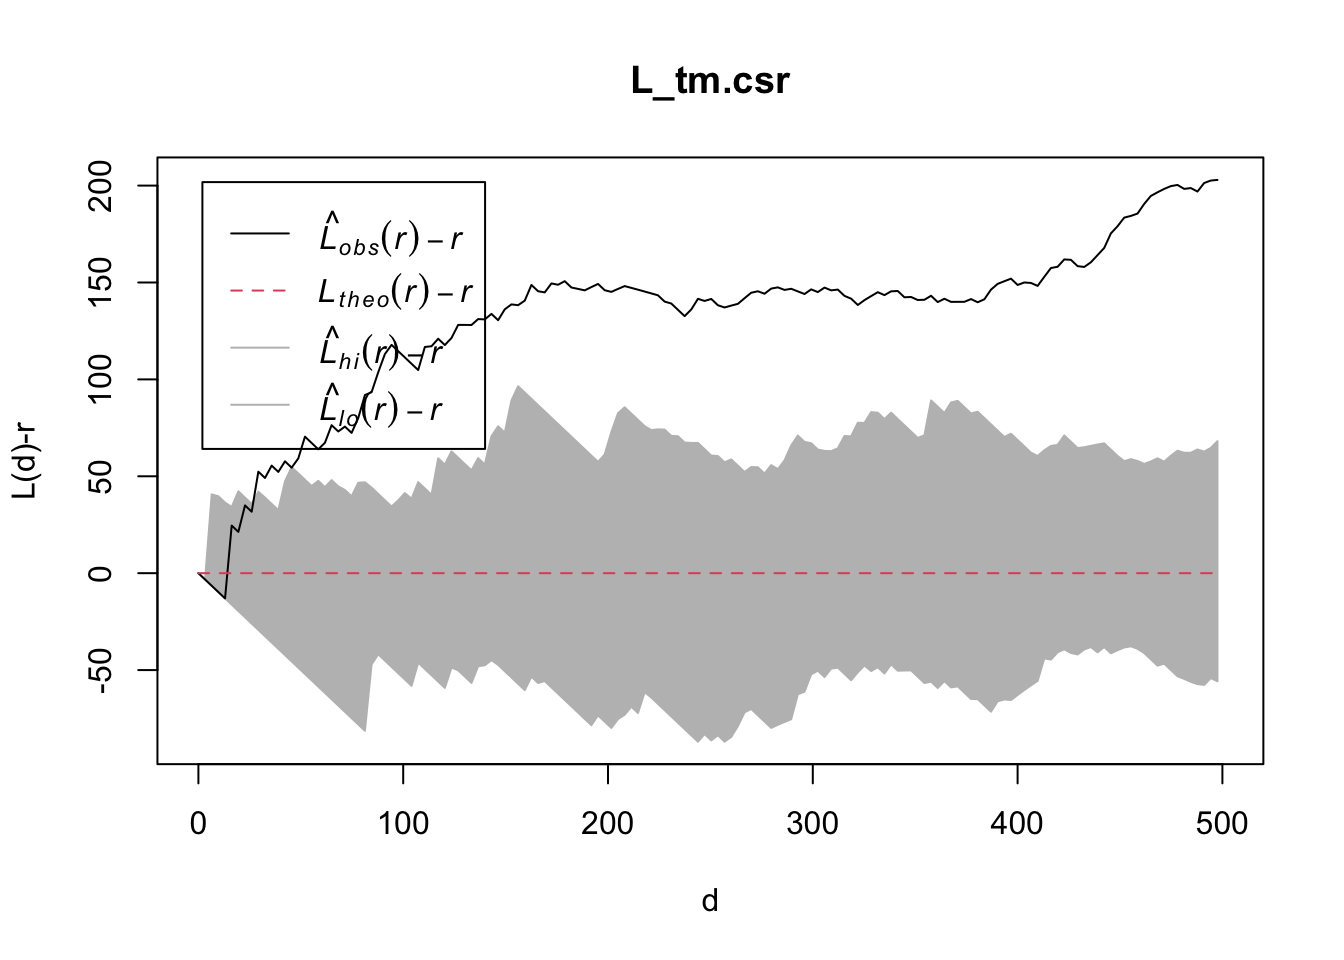 L_tm.csr
L(d)-r
200
150
100
50
0
-50
L̂obs(r) − r
Ltheo(r) − r
L̂hi(r) − r
L̂lo(r) − r
0 100 200 300 400 500
d